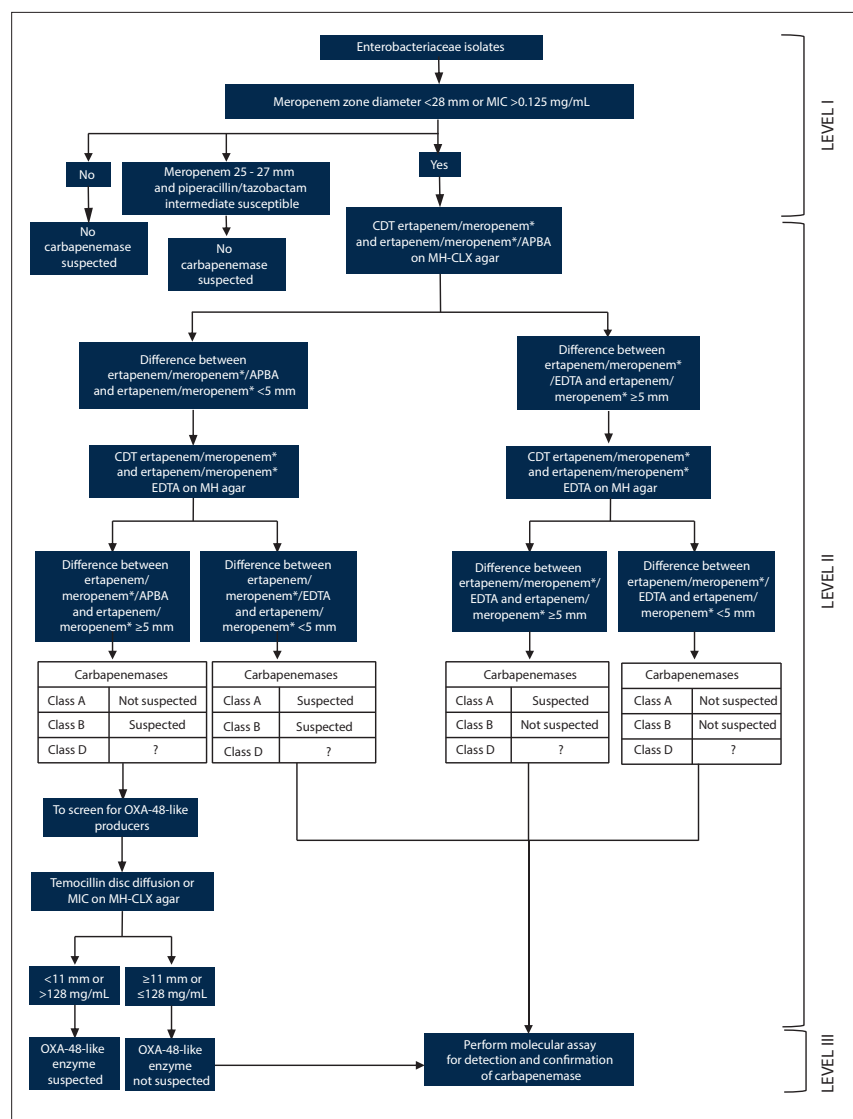 Enterobacteriaceae isolates
Meropenem zone diameter <28 mm or MIC >0.125 mg/mL
LEVEL I
No
Meropenem 25 - 27 mm
and piperacillin/tazobactam
intermediate susceptible
Yes
No
carbapenemase
suspected
No
carbapenemase
suspected
CDT ertapenem/meropenem*
and ertapenem/meropenem*/APBA
on MH-CLX agar
LEVEL II
Difference between
ertapenem/meropenem*/APBA
and ertapenem/meropenem* <5 mm
Difference between
ertapenem/meropenem*
/EDTA and ertapenem/
meropenem* ≥5 mm
CDT ertapenem/meropenem*
and ertapenem/meropenem*
EDTA on MH agar
CDT ertapenem/meropenem*
and ertapenem/meropenem*
EDTA on MH agar
Difference between
ertapenem/
meropenem*/APBA
and ertapenem/
meropenem* ≥5 mm
Difference between
ertapenem/
meropenem*/EDTA
and ertapenem/
meropenem* <5 mm
Difference between
ertapenem/meropenem*/
EDTA and ertapenem/
meropenem* ≥5 mm
Difference between
ertapenem/meropenem*/
EDTA and ertapenem/
meropenem* <5 mm
Carbapenemases
Class A Not suspected
Class B Suspected
Class D ?
Carbapenemases
Class A Suspected
Class B Suspected
Class D ?
Carbapenemases
Class A Suspected
Class B Not suspected
Class D ?
Carbapenemases
Class A Not suspected
Class B Not suspected
Class D ?
To screen for OXA-48-like
producers
Temocillin disc diffusion or
MIC on MH-CLX agar
<11 mm or
>128 mg/mL
≥11 mm or
≤128 mg/mL
OXA-48-like
enzyme
suspected
OXA-48-like
enzyme
not suspected
Perform molecular assay
for detection and confirmation
of carbapenemase
LEVEL III